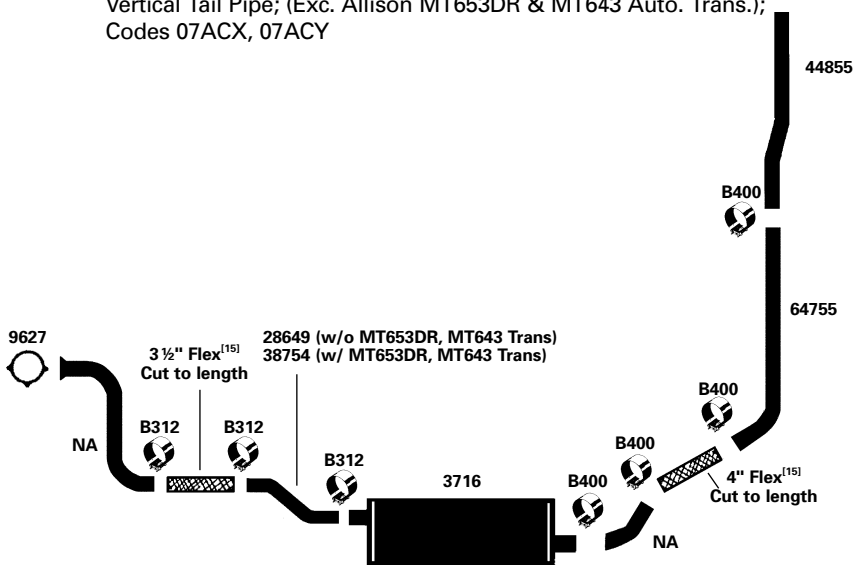 Vertical Tail Pipe; (Exc. Allison MT653DR & MT643 Auto. Trans.);
Codes 07ACX, 07ACY
44855
B400
64755
9627
3 ½" Flex[15]
Cut to length
28649 (w/o MT653DR, MT643 Trans)
38754 (w/ MT653DR, MT643 Trans)
B400
NA
B312
B312
B312
B400
3716
B400
4" Flex[15]
Cut to length
NA